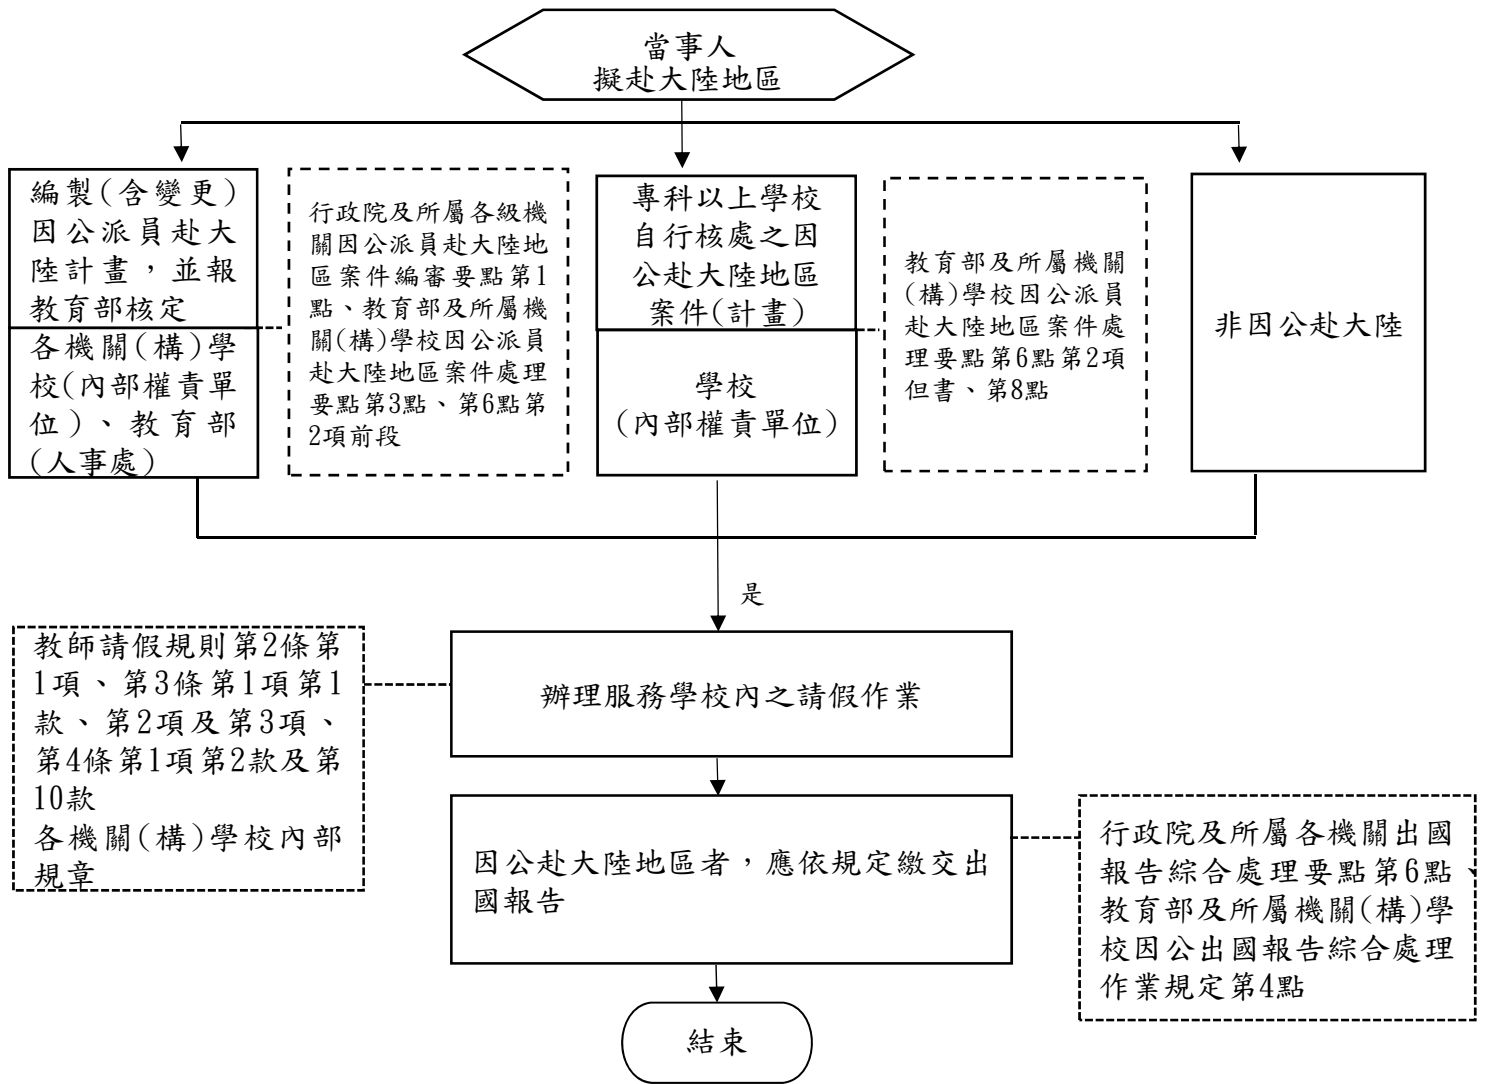 當事人
擬赴大陸地區
編製(含變更)
因公派員赴大
陸計畫，並報
教育部核定
各機關(構)學
校(內部權責單
位)、教育部
(人事處)
行政院及所屬各級機
關因公派員赴大陸地
區案件編審要點第1
點、教育部及所屬機
關(構)學校因公派員
赴大陸地區案件處理
要點第3點、第6點第
2項前段
專科以上學校
自行核處之因
公赴大陸地區
案件(計畫)
學校
(內部權責單位)
教育部及所屬機關
(構)學校因公派員
赴大陸地區案件處
理要點第6點第2項
但書、第8點
非因公赴大陸
是
教師請假規則第2條第
1項、第3條第1項第1
款、第2項及第3項、
第4條第1項第2款及第
10款
各機關(構)學校內部
規章
辦理服務學校內之請假作業
因公赴大陸地區者，應依規定繳交出
國報告
行政院及所屬各機關出國
報告綜合處理要點第6點、
教育部及所屬機關(構)學
校因公出國報告綜合處理
作業規定第4點
結束